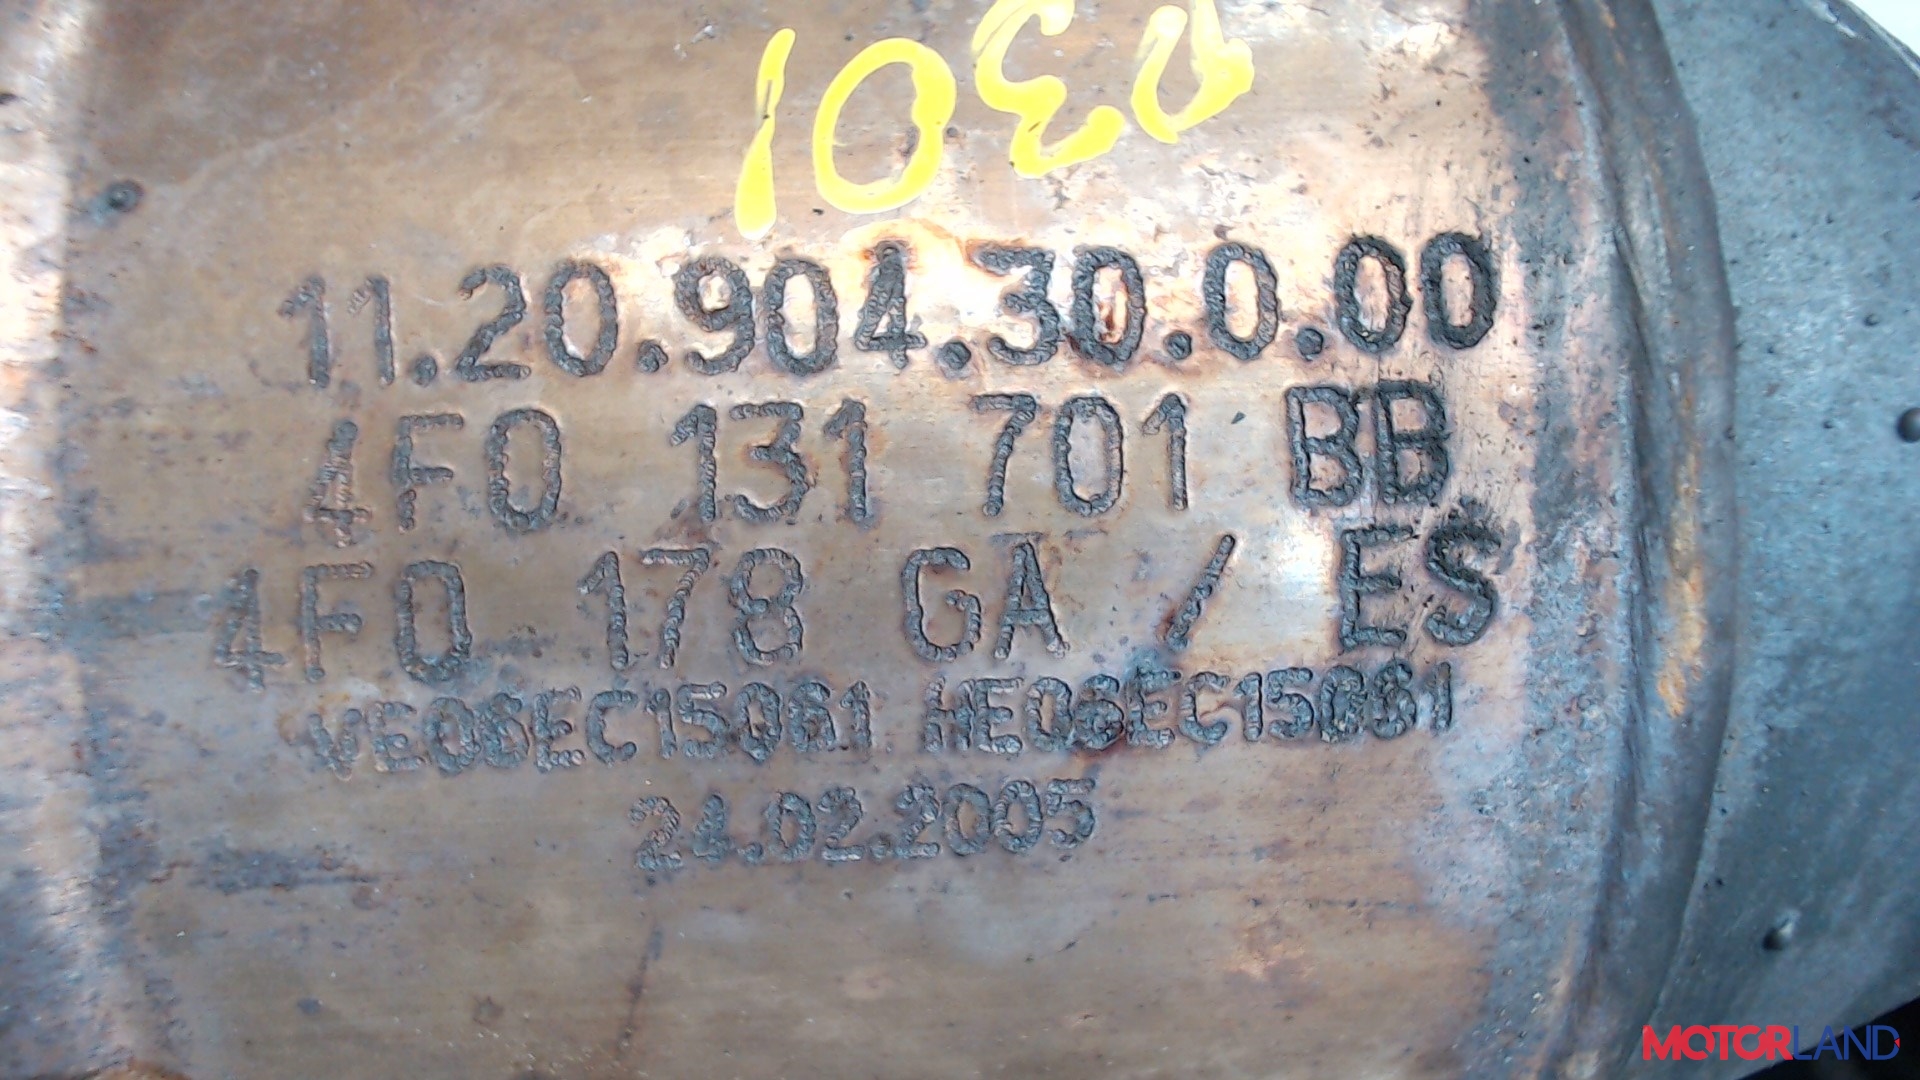 11.20.904.30.0.00
4F0 131 701 BB
4F0 178 GA / ES
VE06EC15061 HE06EC15061
24.02.2005
MOTORLAND